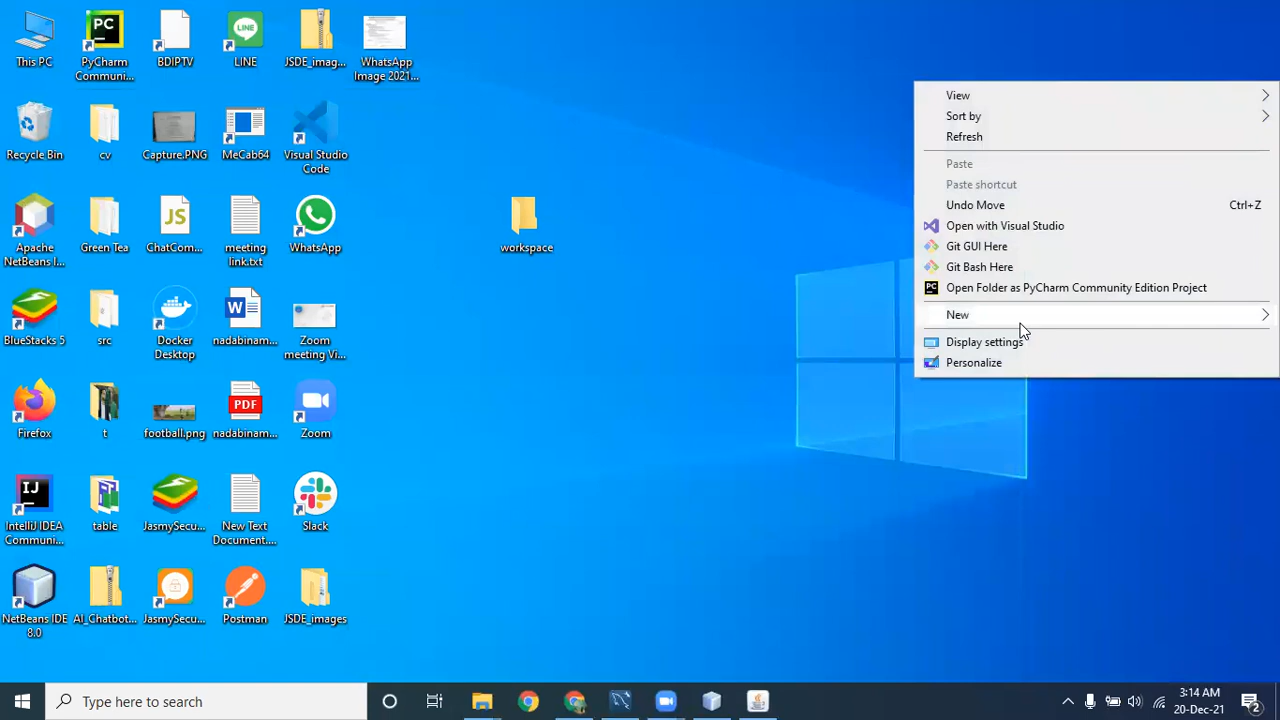 This PC
PyCharm
Communi...
BDIPTV
LINE
JSDE_imag...
WhatsApp
Image 2021...
Recycle Bin
cv
Capture.PNG
MeCab64
Visual Studio
Code
Apache
NetBeans I...
Green Tea
ChatCom...
meeting
link.txt
WhatsApp
workspace
BlueStacks 5
src
Docker
Desktop
nadabinam...
Zoom
meeting Vi...
Firefox
t
football.png
nadabinam...
Zoom
IntelliJ IDEA
Communi...
table
JasmySecu...
New Text
Document....
Slack
NetBeans IDE
8.0
AI_Chatbot...
JasmySecu...
Postman
JSDE_images
View
Sort by
Refresh
Paste
Paste shortcut
Undo Move Ctrl+Z
Open with Visual Studio
Git GUI Here
Git Bash Here
Open Folder as PyCharm Community Edition Project
New
Display settings
Personalize
Type here to search
3:14 AM
20-Dec-21
2